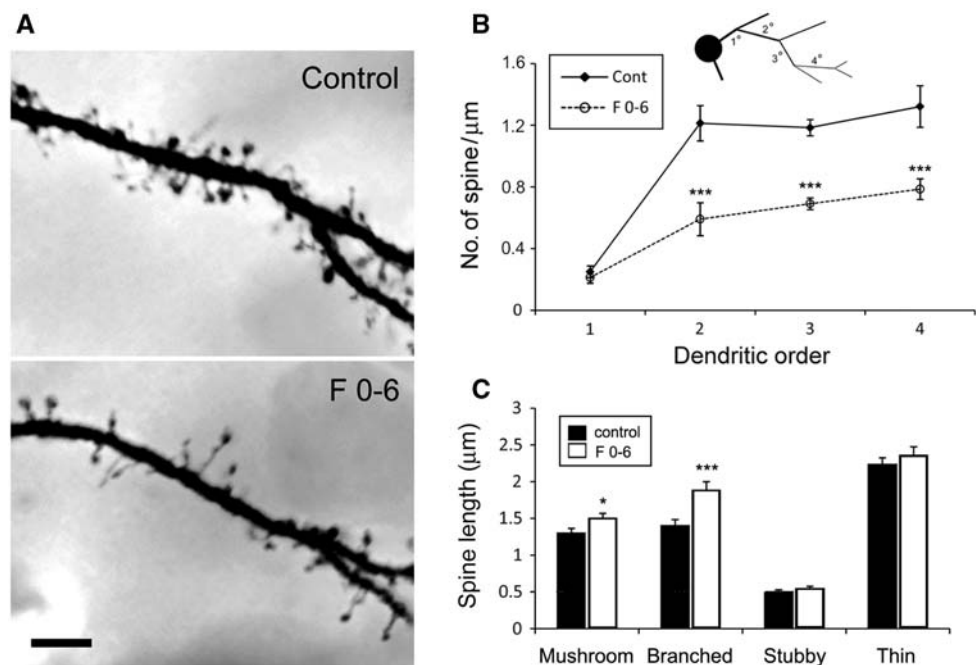 A
Control
F 0-6
B
1° 2° 3° 4°
Cont
F 0-6
No. of spine/μm
1.6
1.2
0.8
0.4
0
*** *** ***
1 2 3 4
Dendritic order
C
control
F 0-6
Spine length (μm)
3
2.5
2
1.5
1
0.5
0
* ***
Mushroom Branched Stubby Thin